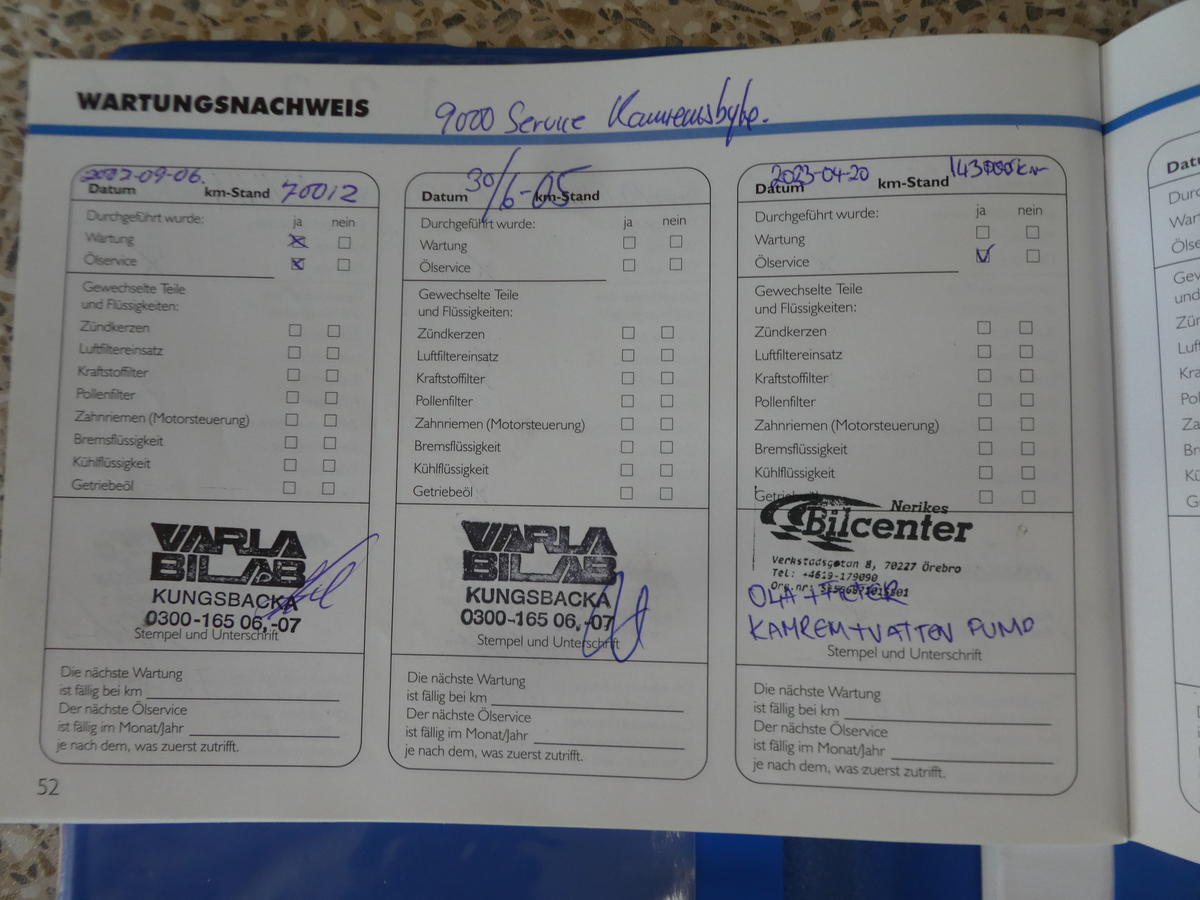 WARTUNGSNACHWEIS
9000 Service Kamremsbyte.
2002-09-06.
Datum km-Stand 70012
Durchgeführt wurde: ja nein
Wartung
Ölservice
Gewechselte Teile
und Flüssigkeiten:
Zündkerzen
Luftfiltereinsatz
Kraftstoffilter
Pollenfilter
Zahnriemen (Motorsteuerung)
Bremsflüssigkeit
Kühlflüssigkeit
Getriebeöl
VARLA
BILAB
KUNGSBACKA
0300-165 06,-07
Stempel und Unterschrift
Die nächste Wartung
ist fällig bei km
Der nächste Ölservice
ist fällig im Monat/Jahr
je nach dem, was zuerst zutrifft.
52
30/6-05
Datum km-Stand
Durchgeführt wurde: ja nein
Wartung
Ölservice
Gewechselte Teile
und Flüssigkeiten:
Zündkerzen
Luftfiltereinsatz
Kraftstoffilter
Pollenfilter
Zahnriemen (Motorsteuerung)
Bremsflüssigkeit
Kühlflüssigkeit
Getriebeöl
VARLA
BILAB
KUNGSBACKA
0300-165 06,-07
Stempel und Unterschrift
Die nächste Wartung
ist fällig bei km
Der nächste Ölservice
ist fällig im Monat/Jahr
je nach dem, was zuerst zutrifft.
2023-04-20 143000km
Datum km-Stand
Durchgeführt wurde: ja nein
Wartung
Ölservice
Gewechselte Teile
und Flüssigkeiten:
Zündkerzen
Luftfiltereinsatz
Kraftstoffilter
Pollenfilter
Zahnriemen (Motorsteuerung)
Bremsflüssigkeit
Kühlflüssigkeit
Getriebeöl
Nerikes
Bilcenter
Verkstadsgatan 8, 70227 Örebro
Tel: +4619-179090
Org.nr:
OLJA + FILTER
KAMREM + VATTEN PUMP
Stempel und Unterschrift
Die nächste Wartung
ist fällig bei km
Der nächste Ölservice
ist fällig im Monat/Jahr
je nach dem, was zuerst zutrifft.